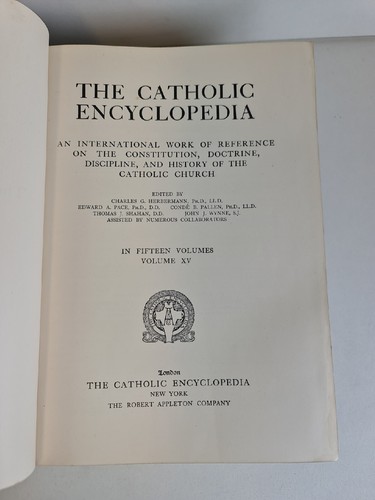 THE CATHOLIC
ENCYCLOPEDIA
AN INTERNATIONAL WORK OF REFERENCE
ON THE CONSTITUTION, DOCTRINE,
DISCIPLINE, AND HISTORY OF THE
CATHOLIC CHURCH
EDITED BY
CHARLES G. HERBERMANN, PH.D., LL.D.
EDWARD A. PACE, PH.D., D.D. CONDÉ B. PALLEN, PH.D., LL.D.
THOMAS J. SHAHAN, D.D. JOHN J. WYNNE, S.J.
ASSISTED BY NUMEROUS COLLABORATORS
IN FIFTEEN VOLUMES
VOLUME XV
London
THE CATHOLIC ENCYCLOPEDIA
NEW YORK
THE ROBERT APPLETON COMPANY